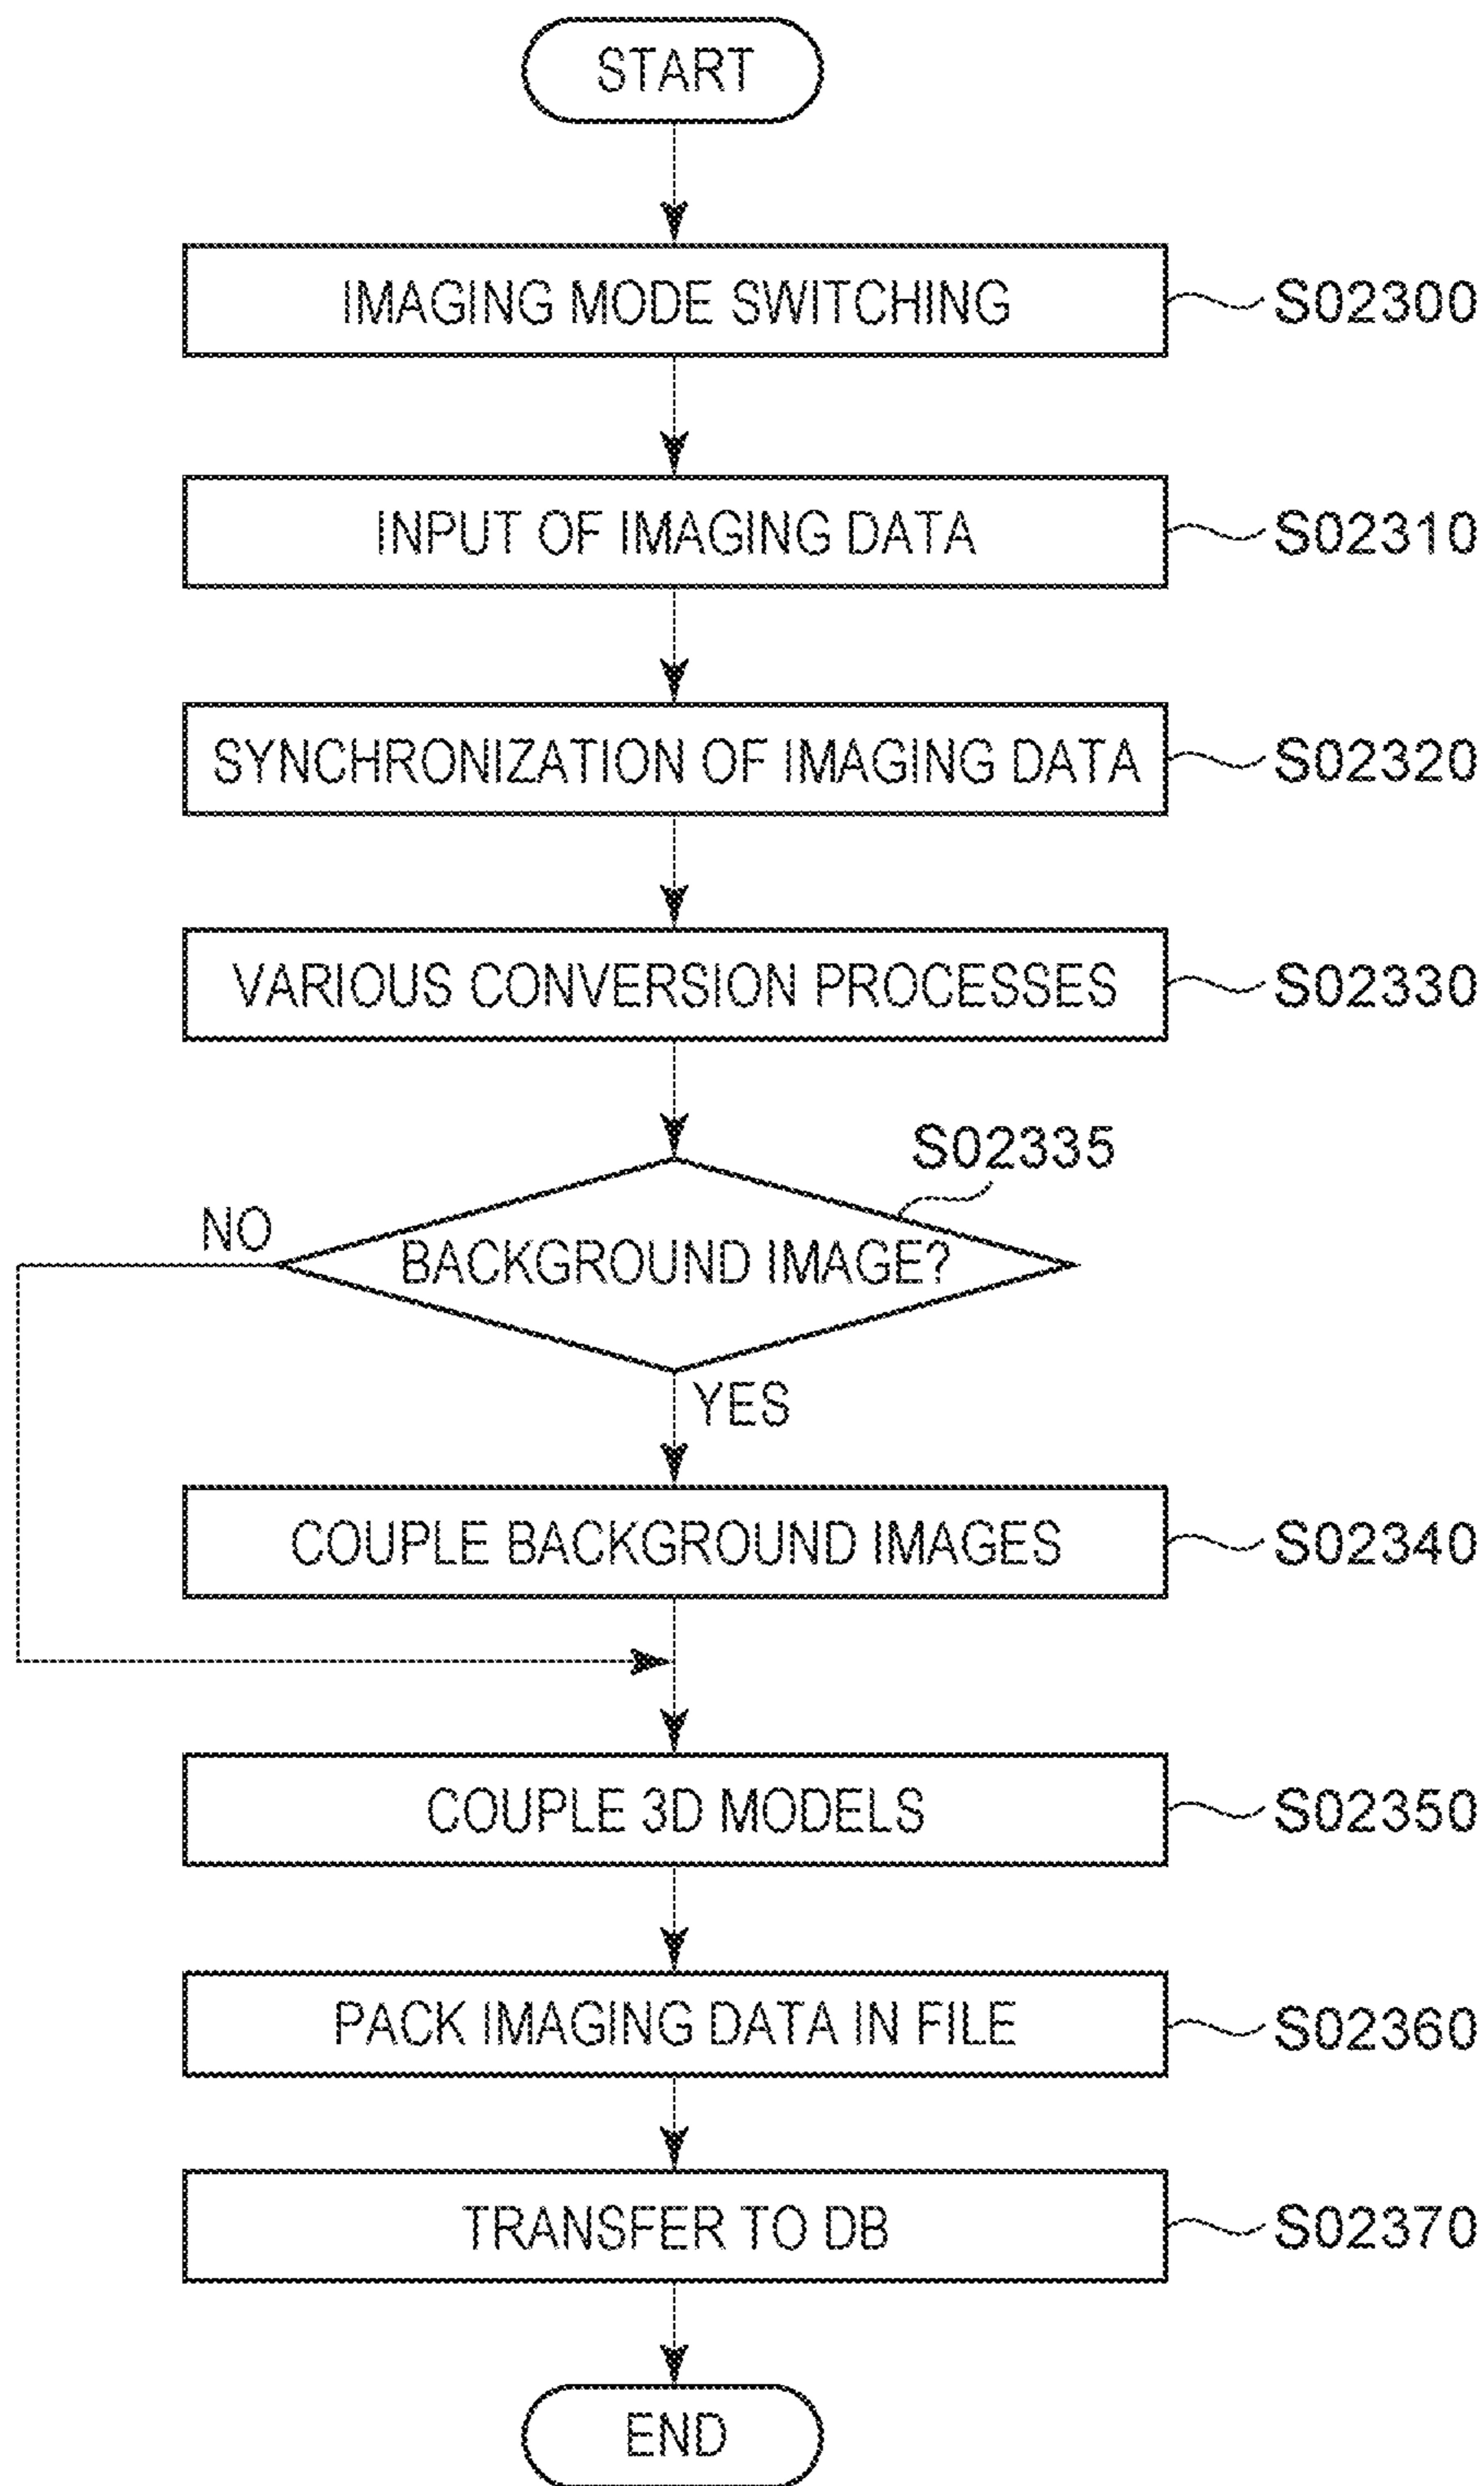 START
IMAGING MODE SWITCHING
S02300
INPUT OF IMAGING DATA
S02310
SYNCHRONIZATION OF IMAGING DATA
S02320
VARIOUS CONVERSION PROCESSES
S02330
S02335
NO
BACKGROUND IMAGE?
YES
COUPLE BACKGROUND IMAGES
S02340
COUPLE 3D MODELS
S02350
PACK IMAGING DATA IN FILE
S02360
TRANSFER TO DB
S02370
END